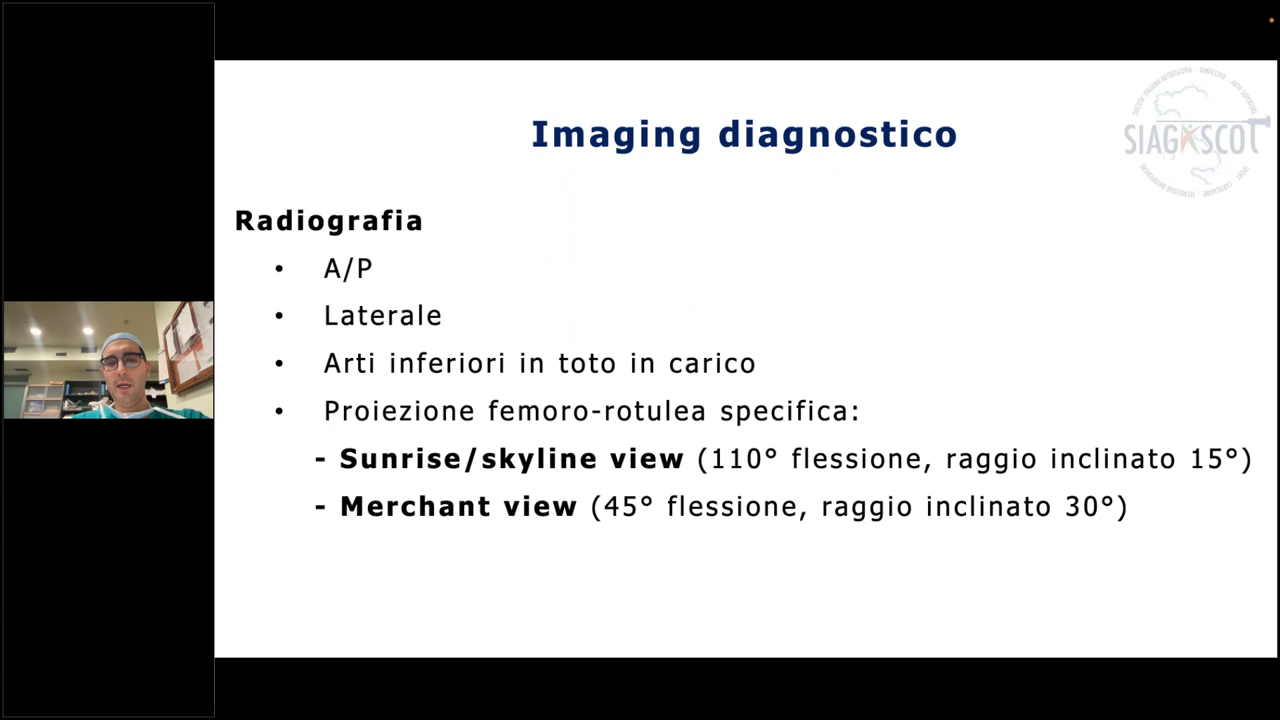 Imaging diagnostico
SIAGASCOT
Radiografia
• A/P
• Laterale
• Arti inferiori in toto in carico
• Proiezione femoro-rotulea specifica:
- Sunrise/skyline view (110° flessione, raggio inclinato 15°)
- Merchant view (45° flessione, raggio inclinato 30°)